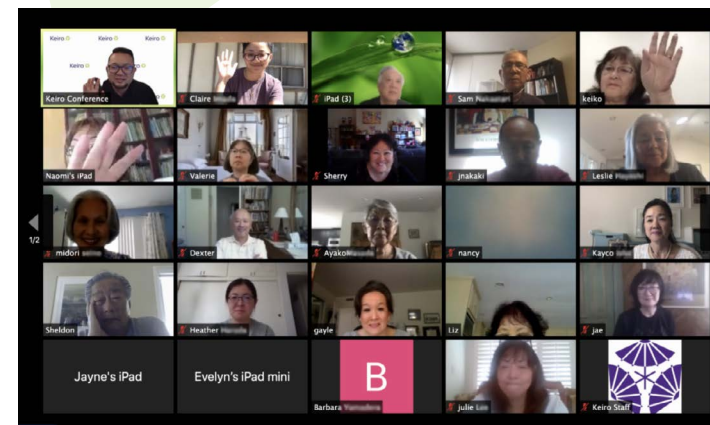 Keiro Keiro Keiro
Keiro
Keiro Conference
Claire
iPad (3)
Sam
keiko
Naomi's iPad
Valerie
Sherry
jnakaki
Leslie
1/2
midori
Dexter
Ayako
nancy
Kayco
Sheldon
Heather
gayle
Liz
jae
Jayne's iPad
Evelyn's iPad mini
B
Barbara
julie
Keiro Staff